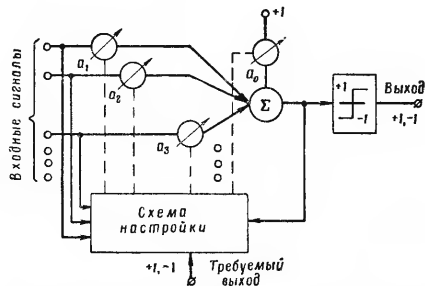 +1
a₁
a₀
a₂
Σ
+1
-1
Выход
+1,-1
a₃
Входные сигналы
Схема
настройки
+1,-1
Требуемый
выход